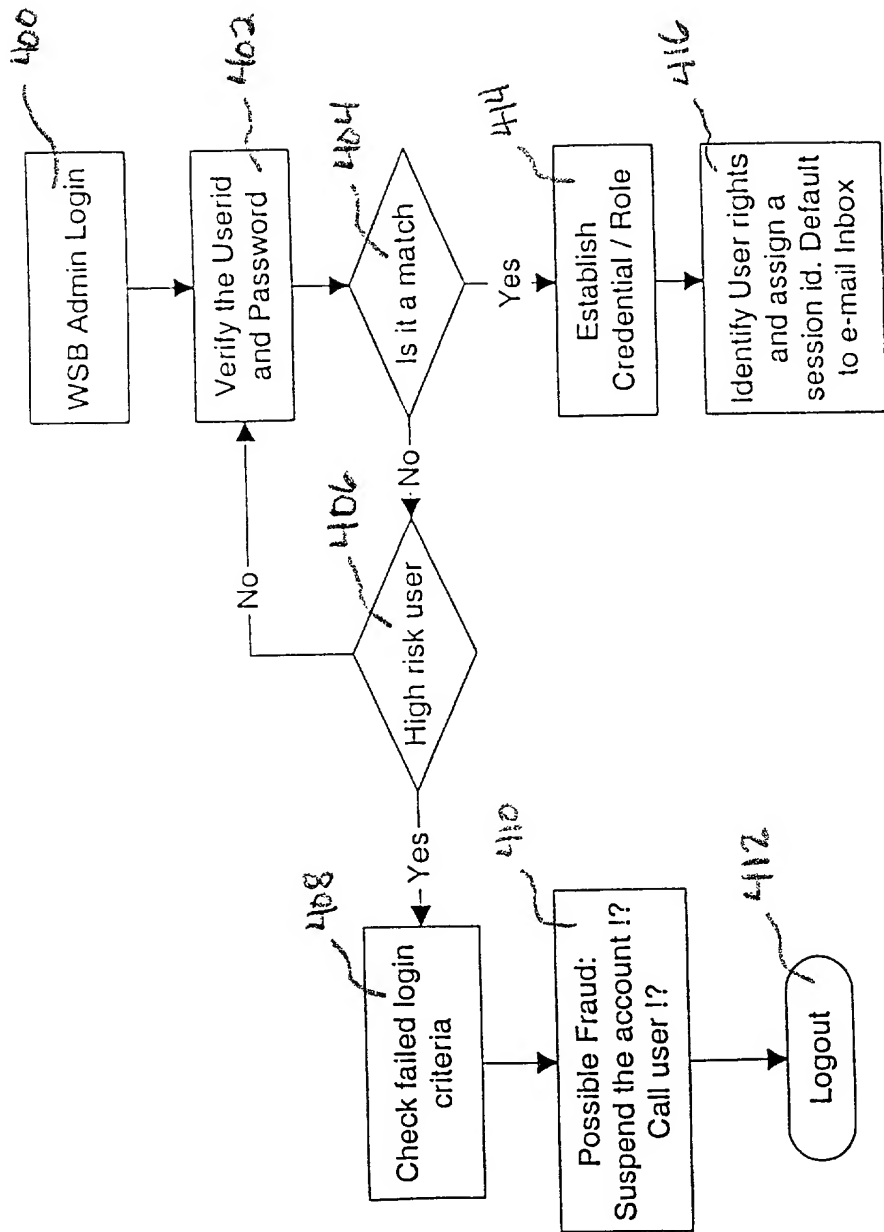 400
WSB Admin Login
402
Verify the Userid
and Password
404
Is it a match
No
Yes
406
High risk user
No
Yes
408
Check failed login
criteria
410
Possible Fraud:
Suspend the account !?
Call user !?
412
Logout
414
Establish
Credential / Role
416
Identify User rights
and assign a
session id. Default
to e-mail Inbox